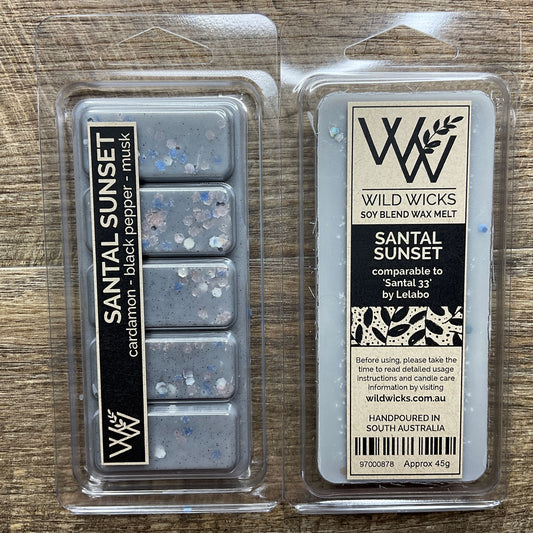 SANTAL SUNSET
cardamon - black pepper - musk
WW
WW
WILD WICKS
SOY BLEND WAX MELT
SANTAL
SUNSET
comparable to
'Santal 33'
by Lelabo
Before using, please take the
time to read detailed usage
instructions and candle care
information by visiting
wildwicks.com.au
HANDPOURED IN
SOUTH AUSTRALIA
97000878 Approx 45g